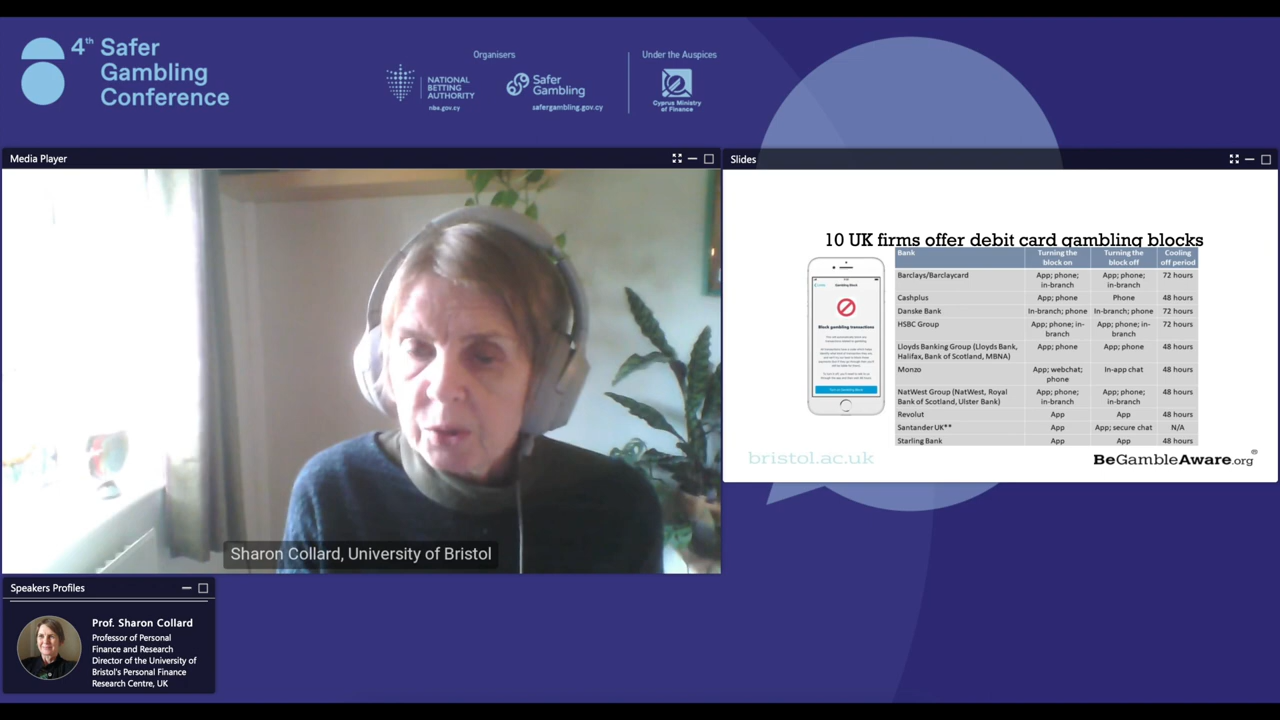 4th Safer
Gambling
Conference
Organisers
NATIONAL
BETTING
AUTHORITY
nba.gov.cy
Safer
Gambling
safergambling.gov.cy
Under the Auspices
Cyprus Ministry
of Finance
Media Player
Sharon Collard, University of Bristol
Slides
10 UK firms offer debit card gambling blocks
Gambling Block
Block gambling transactions
Bank Turning the block on Turning the block off Cooling off period
Barclays/Barclaycard App; phone; in-branch App; phone; in-branch 72 hours
Cashplus App; phone Phone 48 hours
Danske Bank In-branch; phone In-branch; phone 72 hours
HSBC Group App; phone; in-branch App; phone; in-branch 72 hours
Lloyds Banking Group (Lloyds Bank, Halifax, Bank of Scotland, MBNA) App; phone App; phone 48 hours
Monzo App; webchat; phone In-app chat 48 hours
NatWest Group (NatWest, Royal Bank of Scotland, Ulster Bank) App; phone; in-branch App; phone; in-branch 48 hours
Revolut App App 48 hours
Santander UK** App App; secure chat N/A
Starling Bank App App 48 hours
bristol.ac.uk
BeGambleAware.org®
Speakers Profiles
Prof. Sharon Collard
Professor of Personal
Finance and Research
Director of the University of
Bristol's Personal Finance
Research Centre, UK